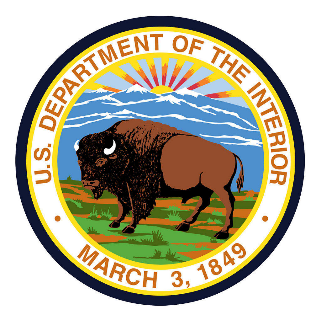 U.S. DEPARTMENT OF THE INTERIOR
MARCH 3, 1849